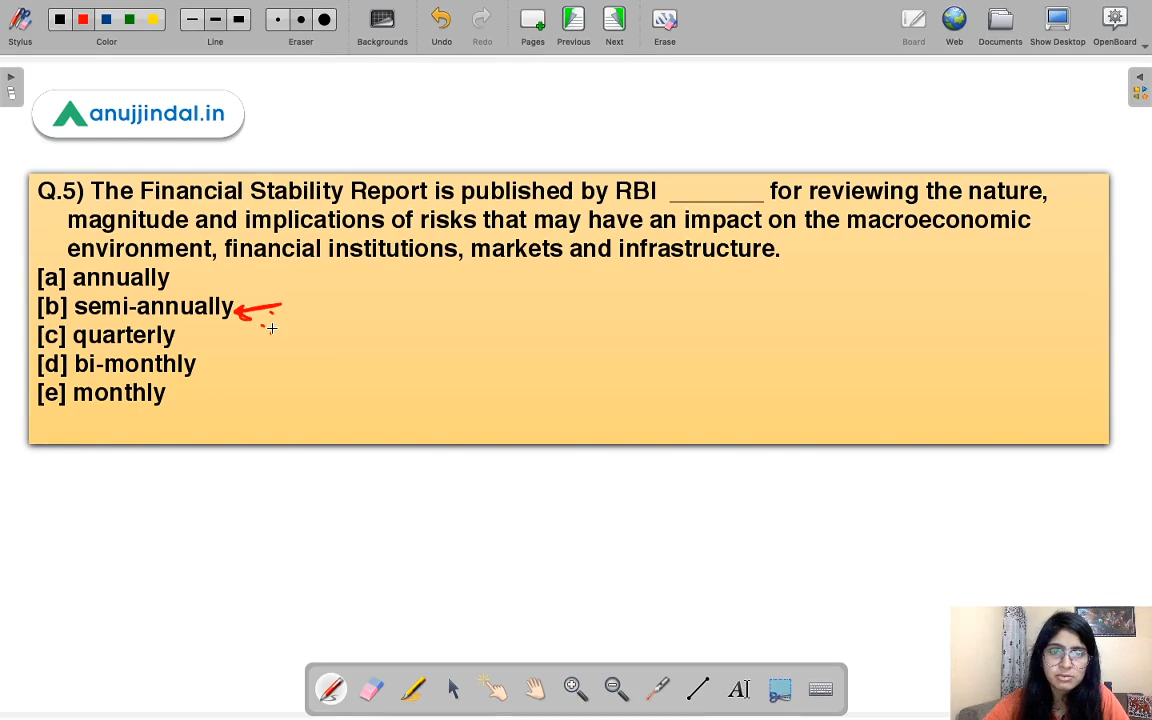 Stylus
Color
Line
Eraser
Backgrounds
Undo
Redo
Pages
Previous
Next
Erase
Board
Web
Documents
Show Desktop
OpenBoard
anujjindal.in
Q.5) The Financial Stability Report is published by RBI _______ for reviewing the nature,
magnitude and implications of risks that may have an impact on the macroeconomic
environment, financial institutions, markets and infrastructure.
[a] annually
[b] semi-annually
[c] quarterly
[d] bi-monthly
[e] monthly
AI